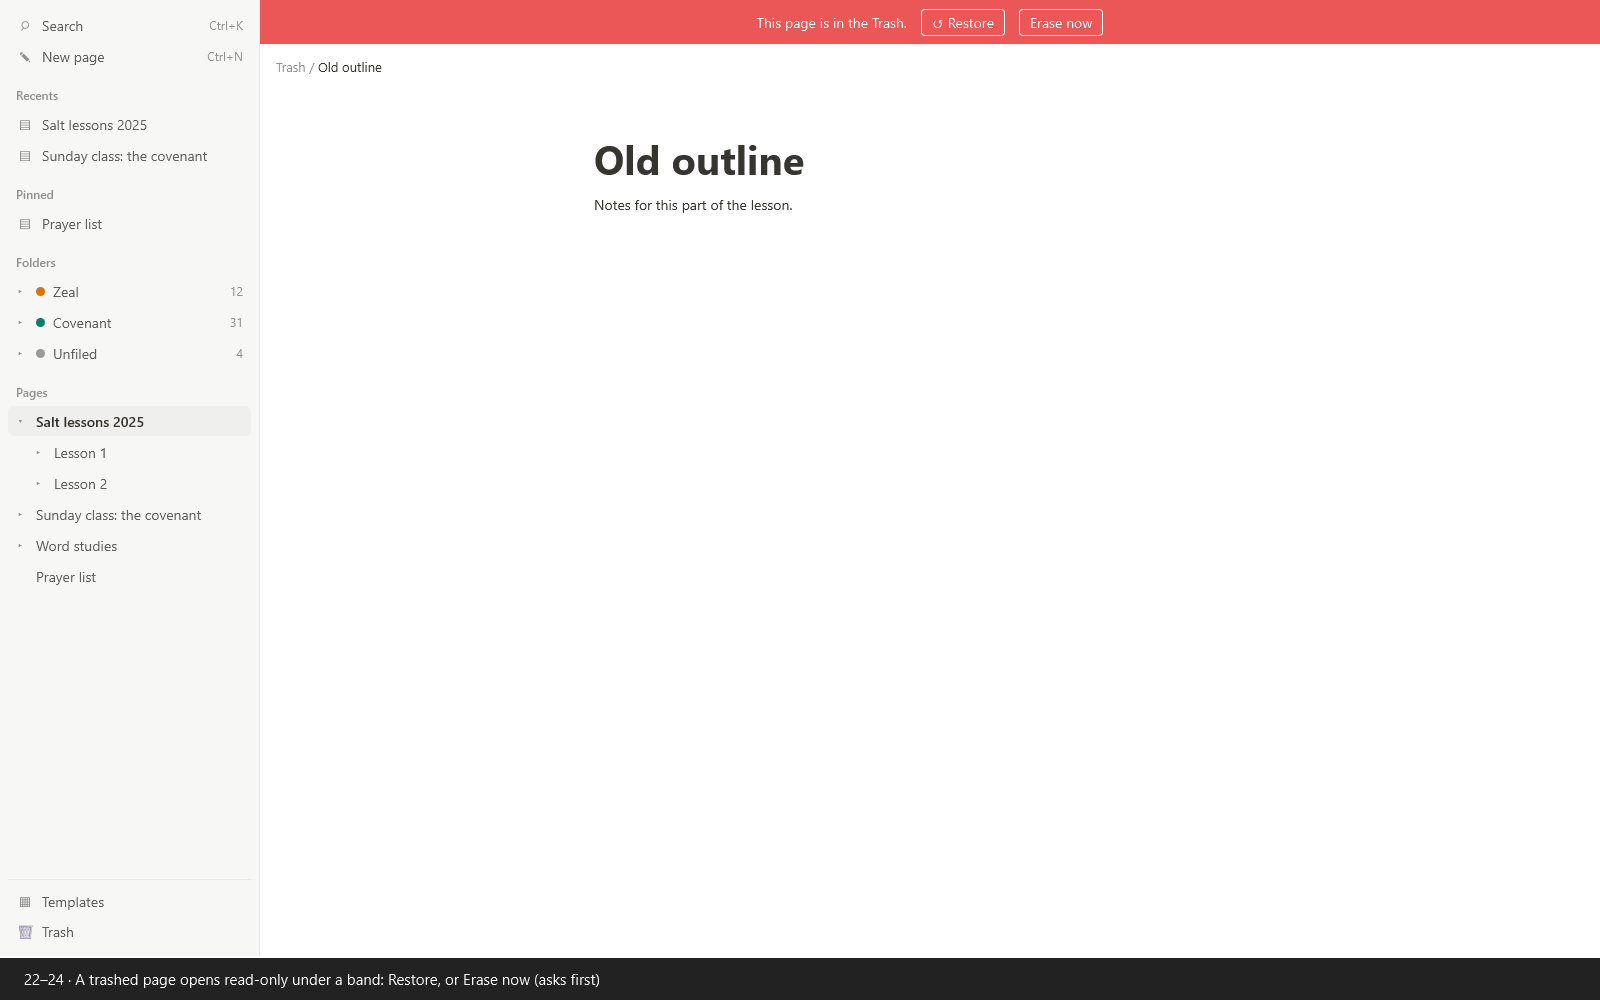 Search Ctrl+K
New page Ctrl+N
Recents
Salt lessons 2025
Sunday class: the covenant
Pinned
Prayer list
Folders
Zeal 12
Covenant 31
Unfiled 4
Pages
Salt lessons 2025
Lesson 1
Lesson 2
Sunday class: the covenant
Word studies
Prayer list
Templates
Trash
This page is in the Trash. ↺ Restore Erase now
Trash / Old outline
Old outline
Notes for this part of the lesson.
22–24 · A trashed page opens read-only under a band: Restore, or Erase now (asks first)